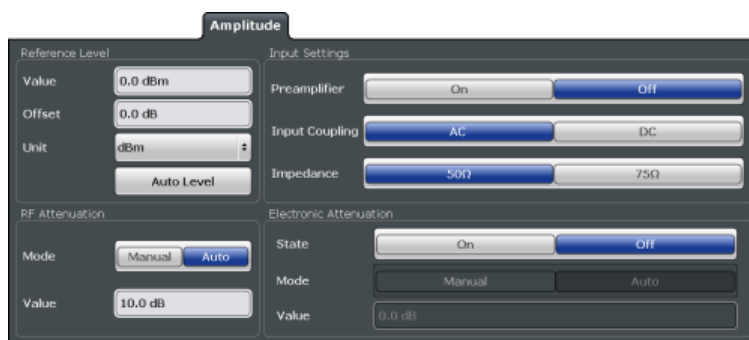 Amplitude
Reference Level
Value 0.0 dBm
Offset 0.0 dB
Unit dBm
Auto Level
Input Settings
Preamplifier On Off
Input Coupling AC DC
Impedance 50Ω 75Ω
RF Attenuation
Mode Manual Auto
Value 10.0 dB
Electronic Attenuation
State On Off
Mode Manual Auto
Value 0.0 dB